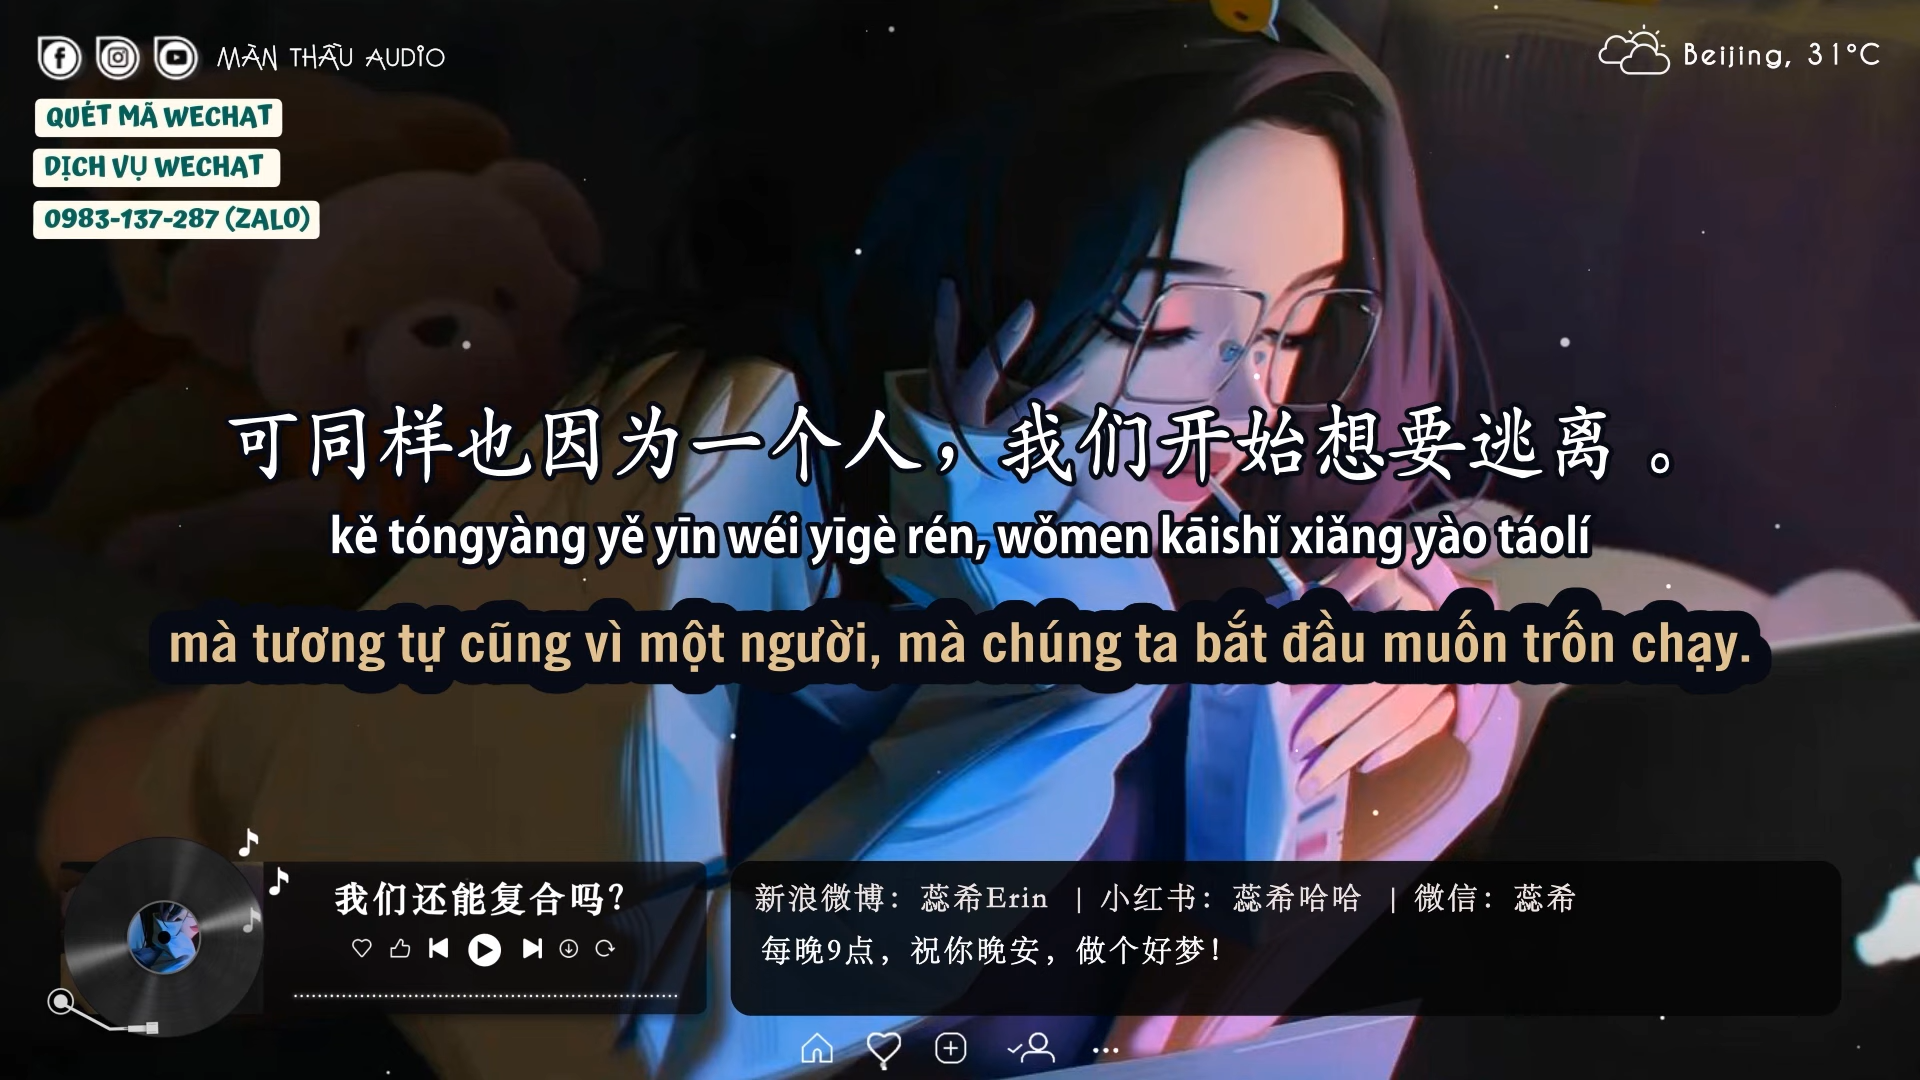 MÀN THẦU AUDIO
Beijing, 31°C
QUÉT MÃ WECHAT
DỊCH VỤ WECHAT
0983-137-287 (ZALO)
可同样也因为一个人，我们开始想要逃离 。
kě tóngyàng yě yīn wéi yīgè rén, wǒmen kāishǐ xiǎng yào táolí
mà tương tự cũng vì một người, mà chúng ta bắt đầu muốn trốn chạy.
我们还能复合吗？
新浪微博：蕊希Erin | 小红书：蕊希哈哈 | 微信：蕊希
每晚9点，祝你晚安，做个好梦！